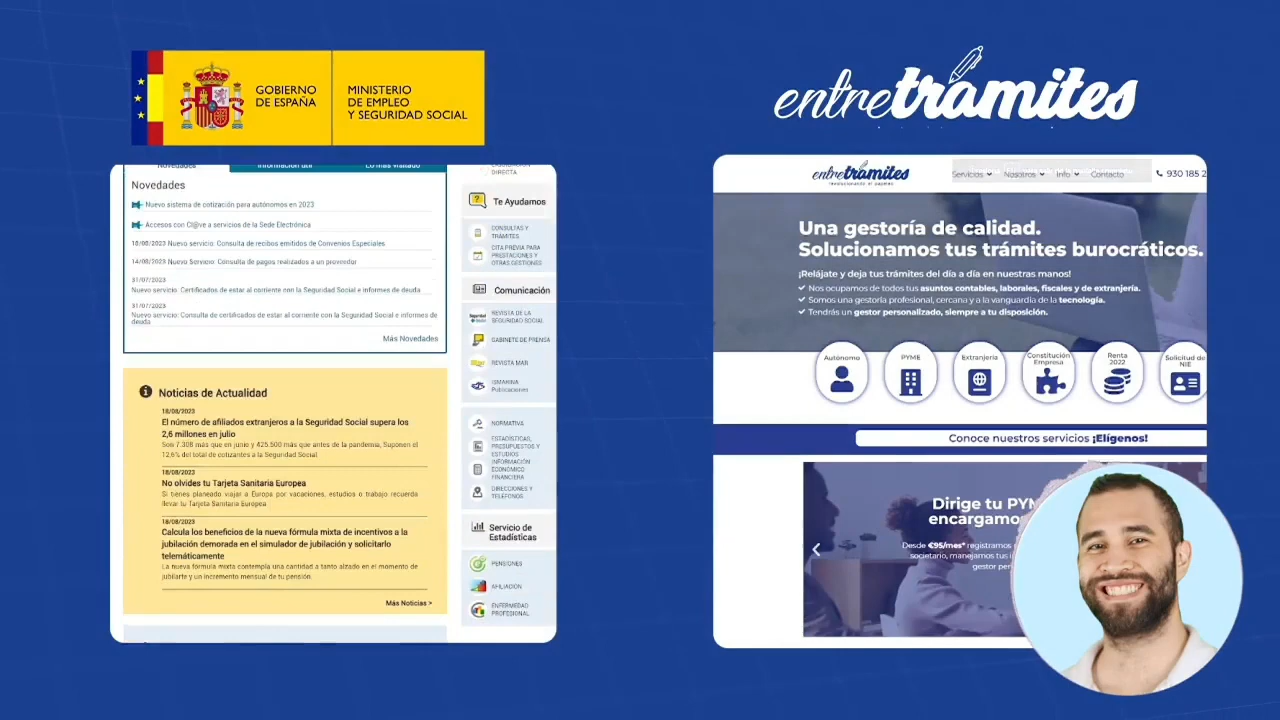 GOBIERNO
DE ESPAÑA
MINISTERIO
DE EMPLEO
Y SEGURIDAD SOCIAL
Novedades
Información útil
Lo más visitado
Novedades
Nuevo sistema de cotización para autónomos en 2023
Accesos con Cl@ve a servicios de la Sede Electrónica
18/08/2023 Nuevo servicio: Consulta de recibos emitidos de Convenios Especiales
14/08/2023 Nuevo Servicio: Consulta de pagos realizados a un proveedor
31/07/2023
Nuevo servicio: Certificados de estar al corriente con la Seguridad Social e informes de deuda
31/07/2023
Nuevo servicio: Consulta de certificados de estar al corriente con la Seguridad Social e informes de
deuda
Más Novedades
Noticias de Actualidad
18/08/2023
El número de afiliados extranjeros a la Seguridad Social supera los
2,6 millones en julio
Son 7.398 más que en junio y 425.500 más que antes de la pandemia, Suponen el
12,6% del total de cotizantes a la Seguridad Social
18/08/2023
No olvides tu Tarjeta Sanitaria Europea
Si tienes planeado viajar a Europa por vacaciones, estudios o trabajo recuerda
llevar tu Tarjeta Sanitaria Europea
18/08/2023
Calcula los beneficios de la nueva fórmula mixta de incentivos a la
jubilación demorada en el simulador de jubilación y solicitarlo
telemáticamente
La nueva fórmula mixta contempla una cantidad a tanto alzado en el momento de
jubilarte y un incremento mensual de tu pensión.
Más Noticias >
DIRECTA
Te Ayudamos
CONSULTAS Y
TRÁMITES
CITA PREVIA PARA
PRESTACIONES Y
OTRAS GESTIONES
Comunicación
REVISTA DE LA
SEGURIDAD SOCIAL
GABINETE DE PRENSA
REVISTA MAR
Publicaciones
NORMATIVA
ESTADÍSTICAS,
PRESUPUESTOS Y
ESTUDIOS
INFORMACIÓN
ECONÓMICO
FINANCIERA
DIRECCIONES Y
TELÉFONOS
Servicio de
Estadísticas
PENSIONES
AFILIACIÓN
ENFERMEDAD
PROFESIONAL
entretrámites
entretrámites
revolucionando el papeleo
Servicios
Nosotros
Info
Contacto
930 185 2
Una gestoría de calidad.
Solucionamos tus trámites burocráticos.
¡Relájate y deja tus trámites del día a día en nuestras manos!
Nos ocupamos de todos tus asuntos contables, laborales, fiscales y de extranjería.
Somos una gestoría profesional, cercana y a la vanguardia de la tecnología.
Tendrás un gestor personalizado, siempre a tu disposición.
Autónomo
PYME
Extranjería
Constitución
Empresa
Renta
2022
Solicitud de
NIE
Conoce nuestros servicios ¡Elígenos!
Dirige tu PYM
encargamo
Desde €95/mes* registramos
societario, manejamos tus
gestor per